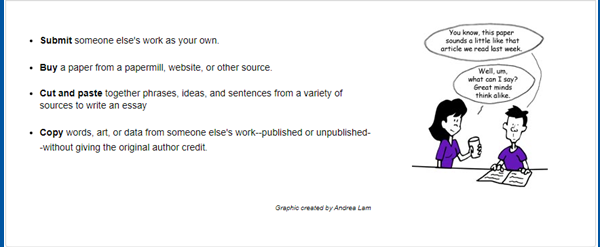 Submit someone else's work as your own.
Buy a paper from a papermill, website, or other source.
Cut and paste together phrases, ideas, and sentences from a variety of
sources to write an essay
Copy words, art, or data from someone else's work--published or unpublished-
-without giving the original author credit.
You know, this paper
sounds a little like that
article we read last week.
Well, um,
what can I say?
Great minds
think alike.
Graphic created by Andrea Lam